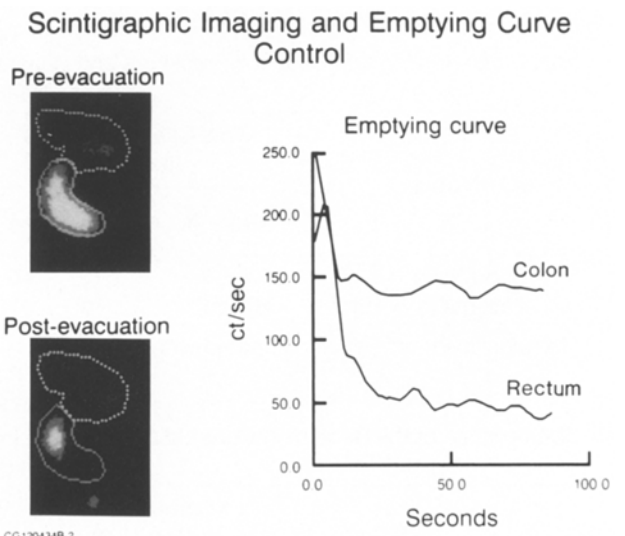 Scintigraphic Imaging and Emptying Curve
Control
Pre-evacuation
Post-evacuation
Emptying curve
250.0
200.0
150.0
100.0
50.0
0.0
ct/sec
Colon
Rectum
0.0
50.0
100.0
Seconds